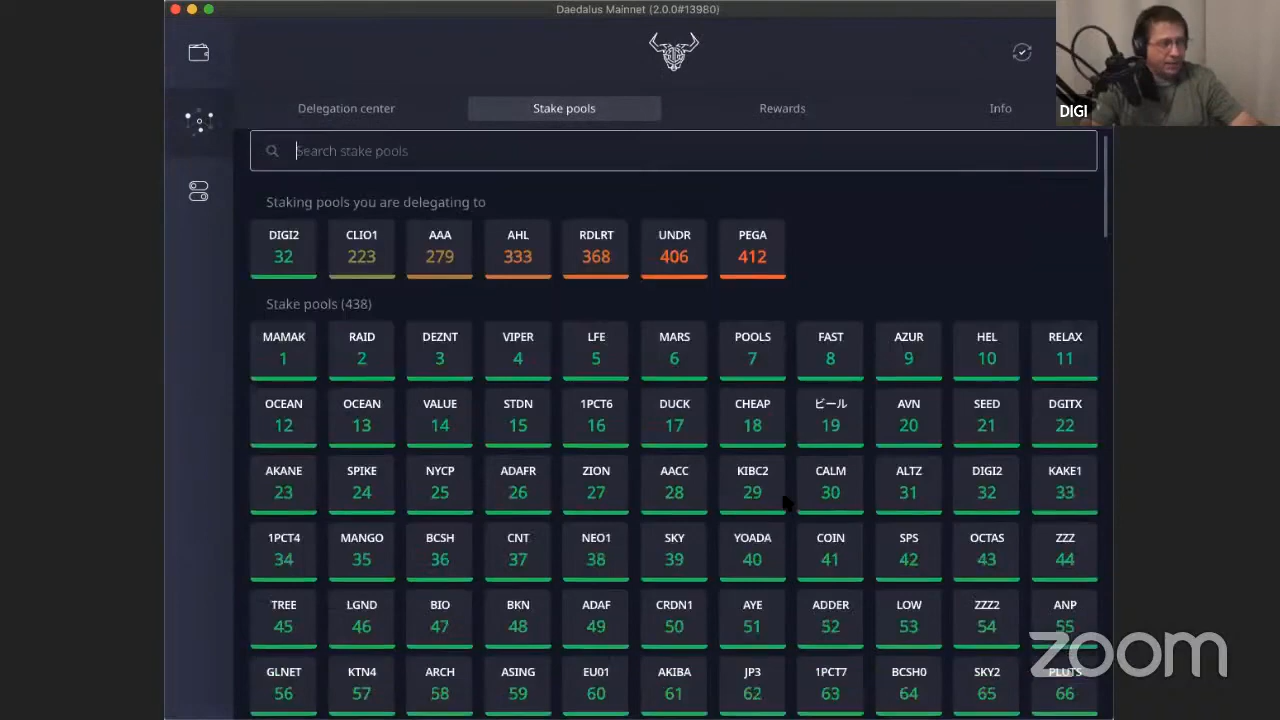 Daedalus Mainnet (2.0.0#13980)
DIGI
Delegation center Stake pools Rewards Info
Search stake pools
Staking pools you are delegating to
DIGI2 CLIO1 AAA AHL RDLRT UNDR PEGA
32 223 279 333 368 406 412
Stake pools (438)
MAMAK RAID DEZNT VIPER LFE MARS POOLS FAST AZUR HEL RELAX
1 2 3 4 5 6 7 8 9 10 11
OCEAN OCEAN VALUE STDN 1PCT6 DUCK CHEAP ビール AVN SEED DGITX
12 13 14 15 16 17 18 19 20 21 22
AKANE SPIKE NYCP ADAFR ZION AACC KIBC2 CALM ALTZ DIGI2 KAKE1
23 24 25 26 27 28 29 30 31 32 33
1PCT4 MANGO BCSH CNT NEO1 SKY YOADA COIN SPS OCTAS ZZZ
34 35 36 37 38 39 40 41 42 43 44
TREE LGND BIO BKN ADAF CRDN1 AYE ADDER LOW ZZZ2 ANP
45 46 47 48 49 50 51 52 53 54 55
GLNET KTN4 ARCH ASING EU01 AKIBA JP3 1PCT7 BCSH0 SKY2 PLUTS
56 57 58 59 60 61 62 63 64 65 66
zoom